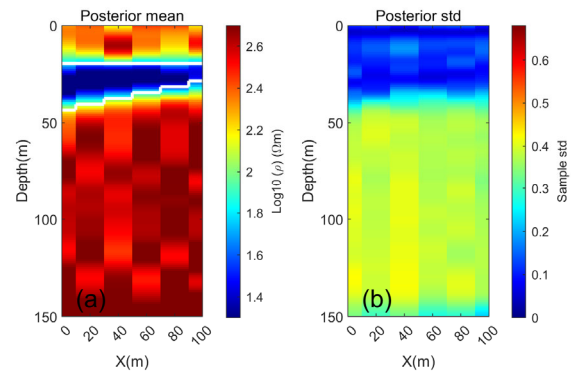 Posterior mean
Posterior std
0
50
100
150
Depth(m)
0 20 40 60 80 100
X(m)
(a)
2.6
2.4
2.2
2
1.8
1.6
1.4
Log10 (ρ) (Ωm)
0
50
100
150
Depth(m)
0 20 40 60 80 100
X(m)
(b)
0.6
0.5
0.4
0.3
0.2
0.1
0
Sample std